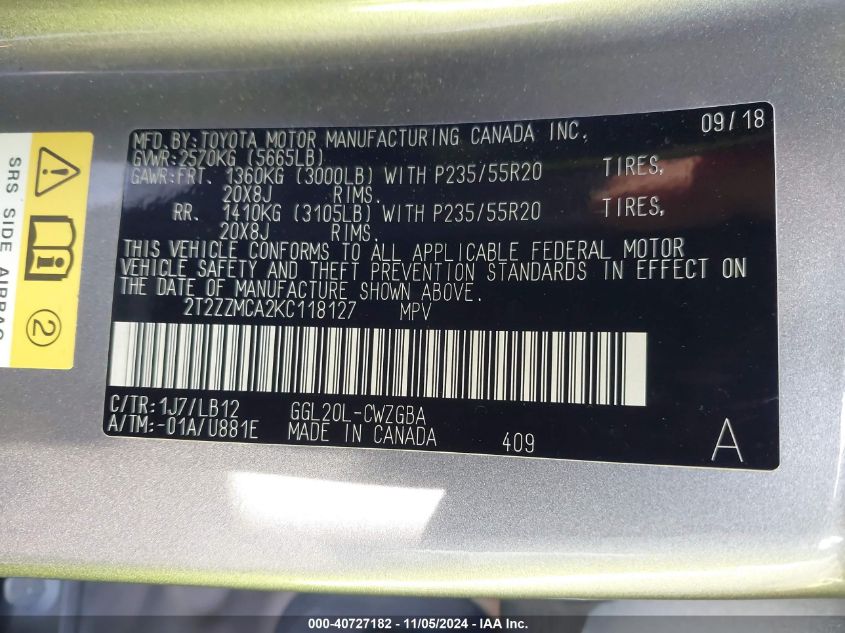 MFD.BY:TOYOTA MOTOR MANUFACTURING CANADA INC. 09/18
GVWR:2570KG (5665LB)
GAWR:FRT. 1360KG (3000LB) WITH P235/55R20 TIRES,
20X8J RIMS.
RR. 1410KG (3105LB) WITH P235/55R20 TIRES,
20X8J RIMS.
THIS VEHICLE CONFORMS TO ALL APPLICABLE FEDERAL MOTOR
VEHICLE SAFETY AND THEFT PREVENTION STANDARDS IN EFFECT ON
THE DATE OF MANUFACTURE SHOWN ABOVE.
2T2ZZMCA2KC118127 MPV
C/TR:1J7/LB12 GGL20L-CWZGBA
A/TM:-01A/U881E MADE IN CANADA 409 A
SRS SIDE AIRBAG
2
000-40727182 - 11/05/2024 - IAA Inc.